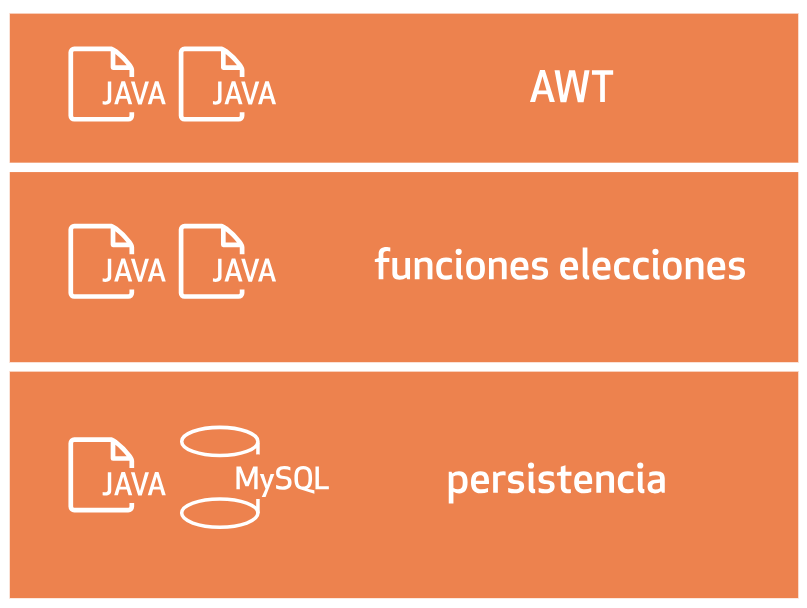 JAVA JAVA AWT
JAVA JAVA funciones elecciones
JAVA MySQL persistencia